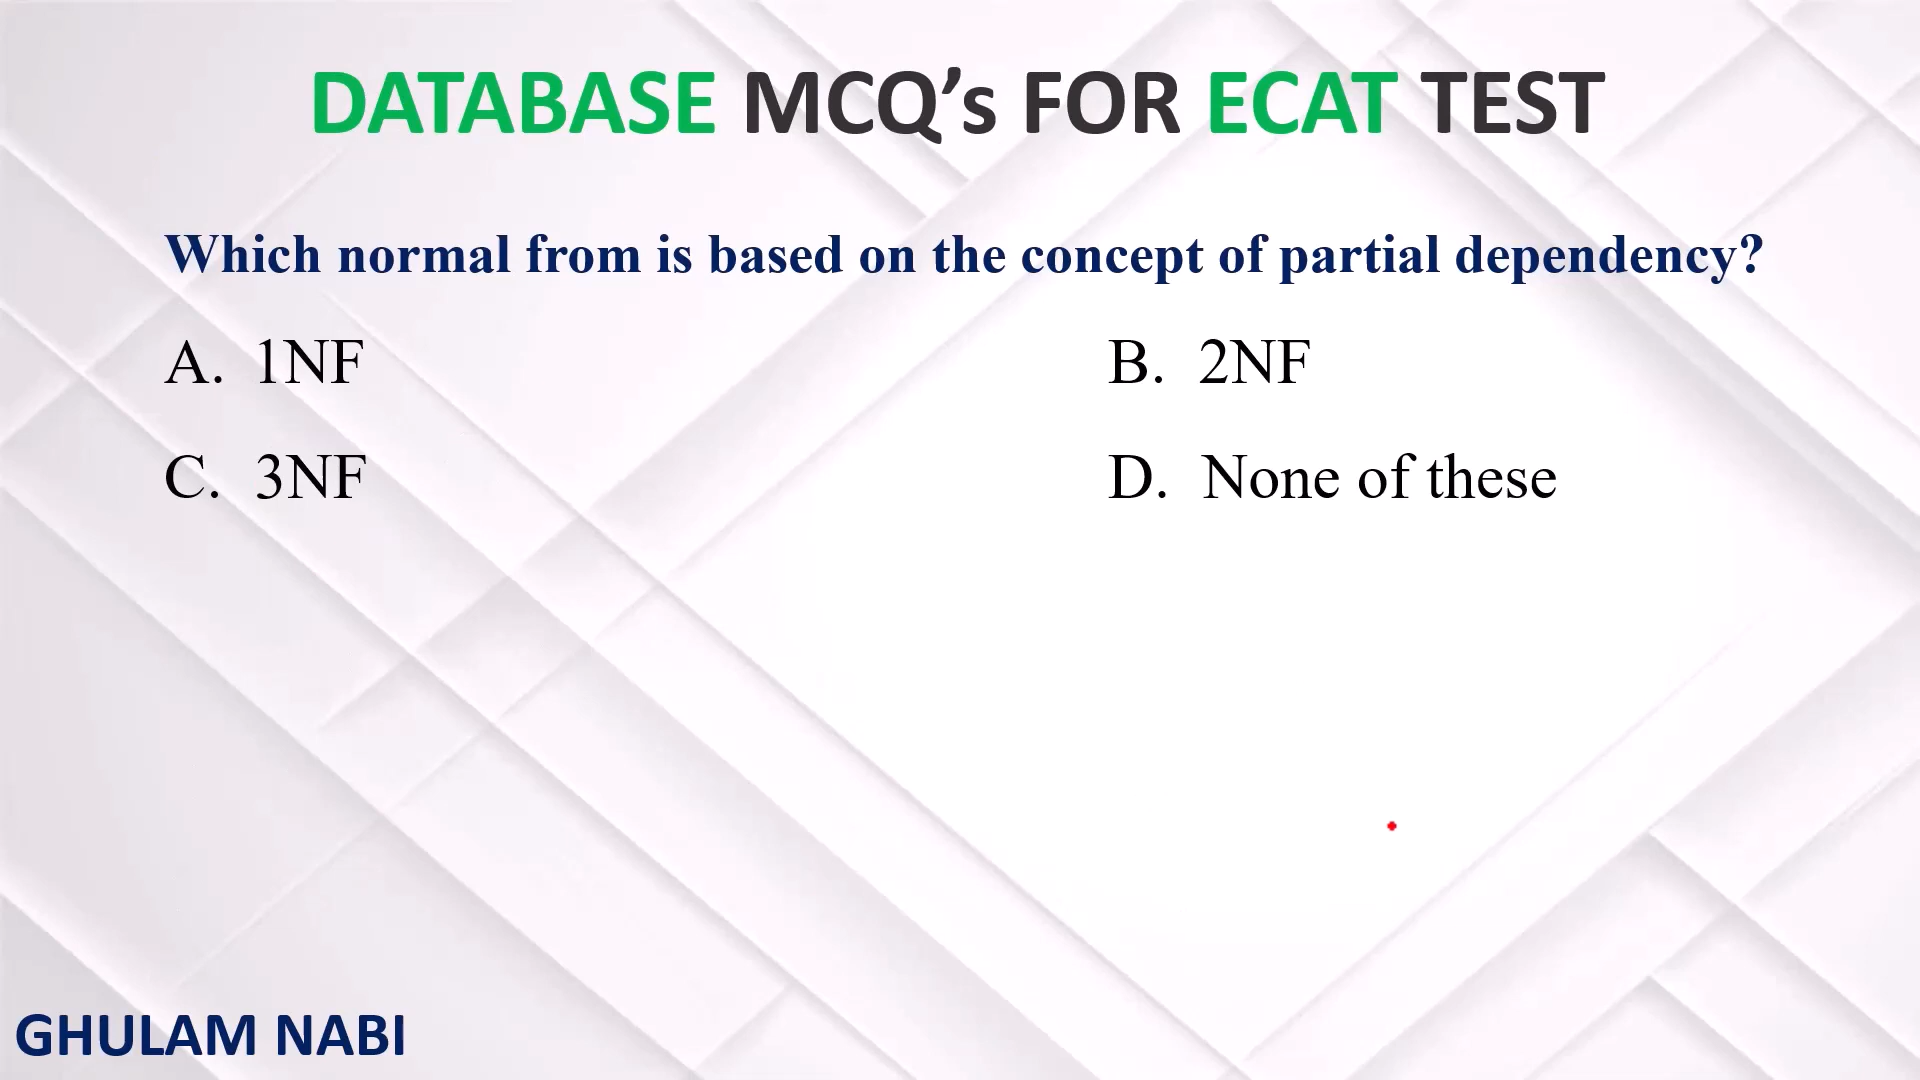 DATABASE MCQ’s FOR ECAT TEST
Which normal from is based on the concept of partial dependency?
A. 1NF
B. 2NF
C. 3NF
D. None of these
GHULAM NABI